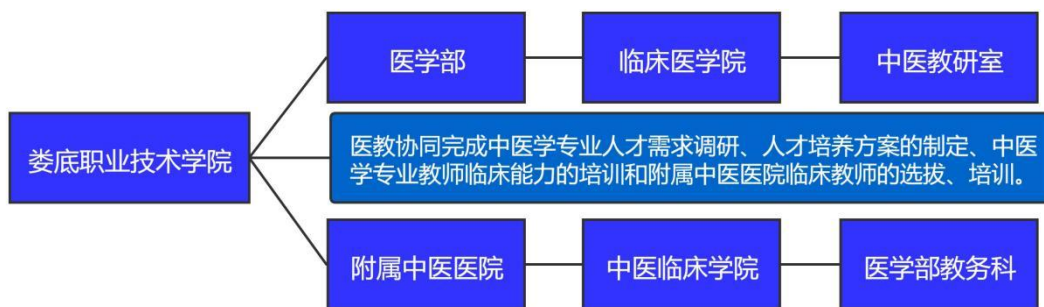 医学部
临床医学院
中医教研室
娄底职业技术学院
医教协同完成中医学专业人才需求调研、人才培养方案的制定、中医
学专业教师临床能力的培训和附属中医医院临床教师的选拔、培训。
附属中医医院
中医临床学院
医学部教务科